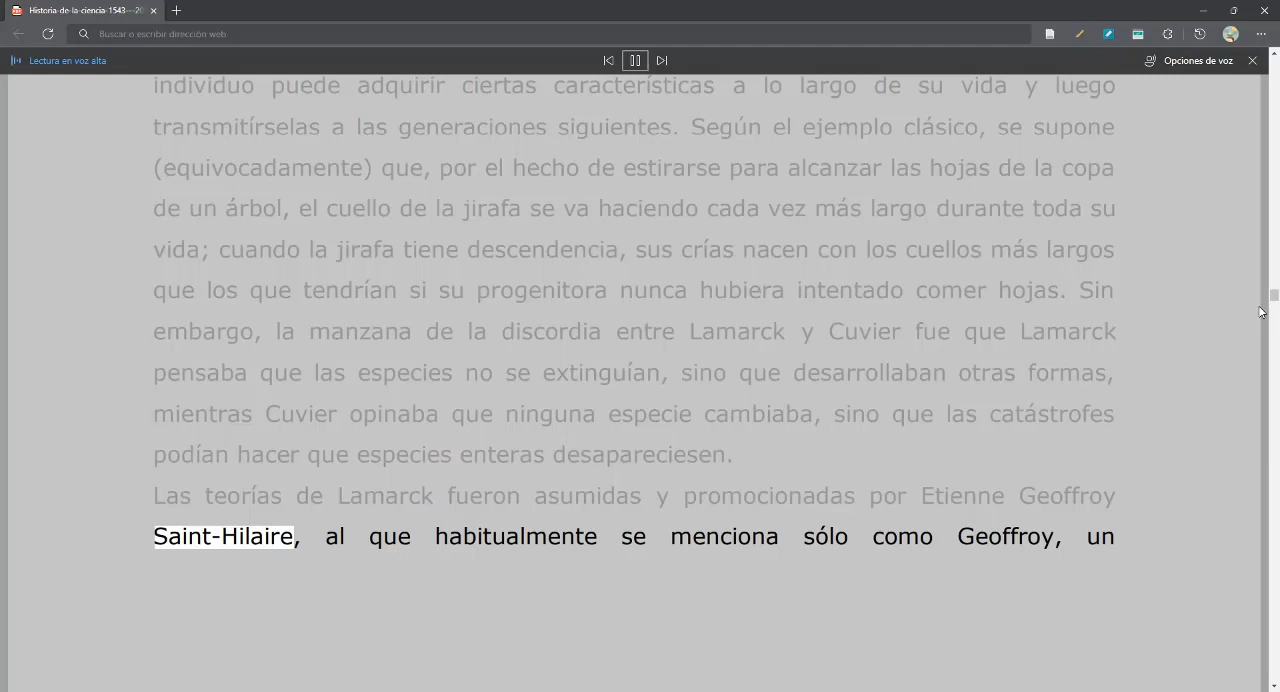 Historia-de-la-ciencia-1543---20
Buscar o escribir dirección web
Lectura en voz alta
Opciones de voz
individuo puede adquirir ciertas características a lo largo de su vida y luego
transmitírselas a las generaciones siguientes. Según el ejemplo clásico, se supone
(equivocadamente) que, por el hecho de estirarse para alcanzar las hojas de la copa
de un árbol, el cuello de la jirafa se va haciendo cada vez más largo durante toda su
vida; cuando la jirafa tiene descendencia, sus crías nacen con los cuellos más largos
que los que tendrían si su progenitora nunca hubiera intentado comer hojas. Sin
embargo, la manzana de la discordia entre Lamarck y Cuvier fue que Lamarck
pensaba que las especies no se extinguían, sino que desarrollaban otras formas,
mientras Cuvier opinaba que ninguna especie cambiaba, sino que las catástrofes
podían hacer que especies enteras desapareciesen.
Las teorías de Lamarck fueron asumidas y promocionadas por Etienne Geoffroy
Saint-Hilaire, al que habitualmente se menciona sólo como Geoffroy, un